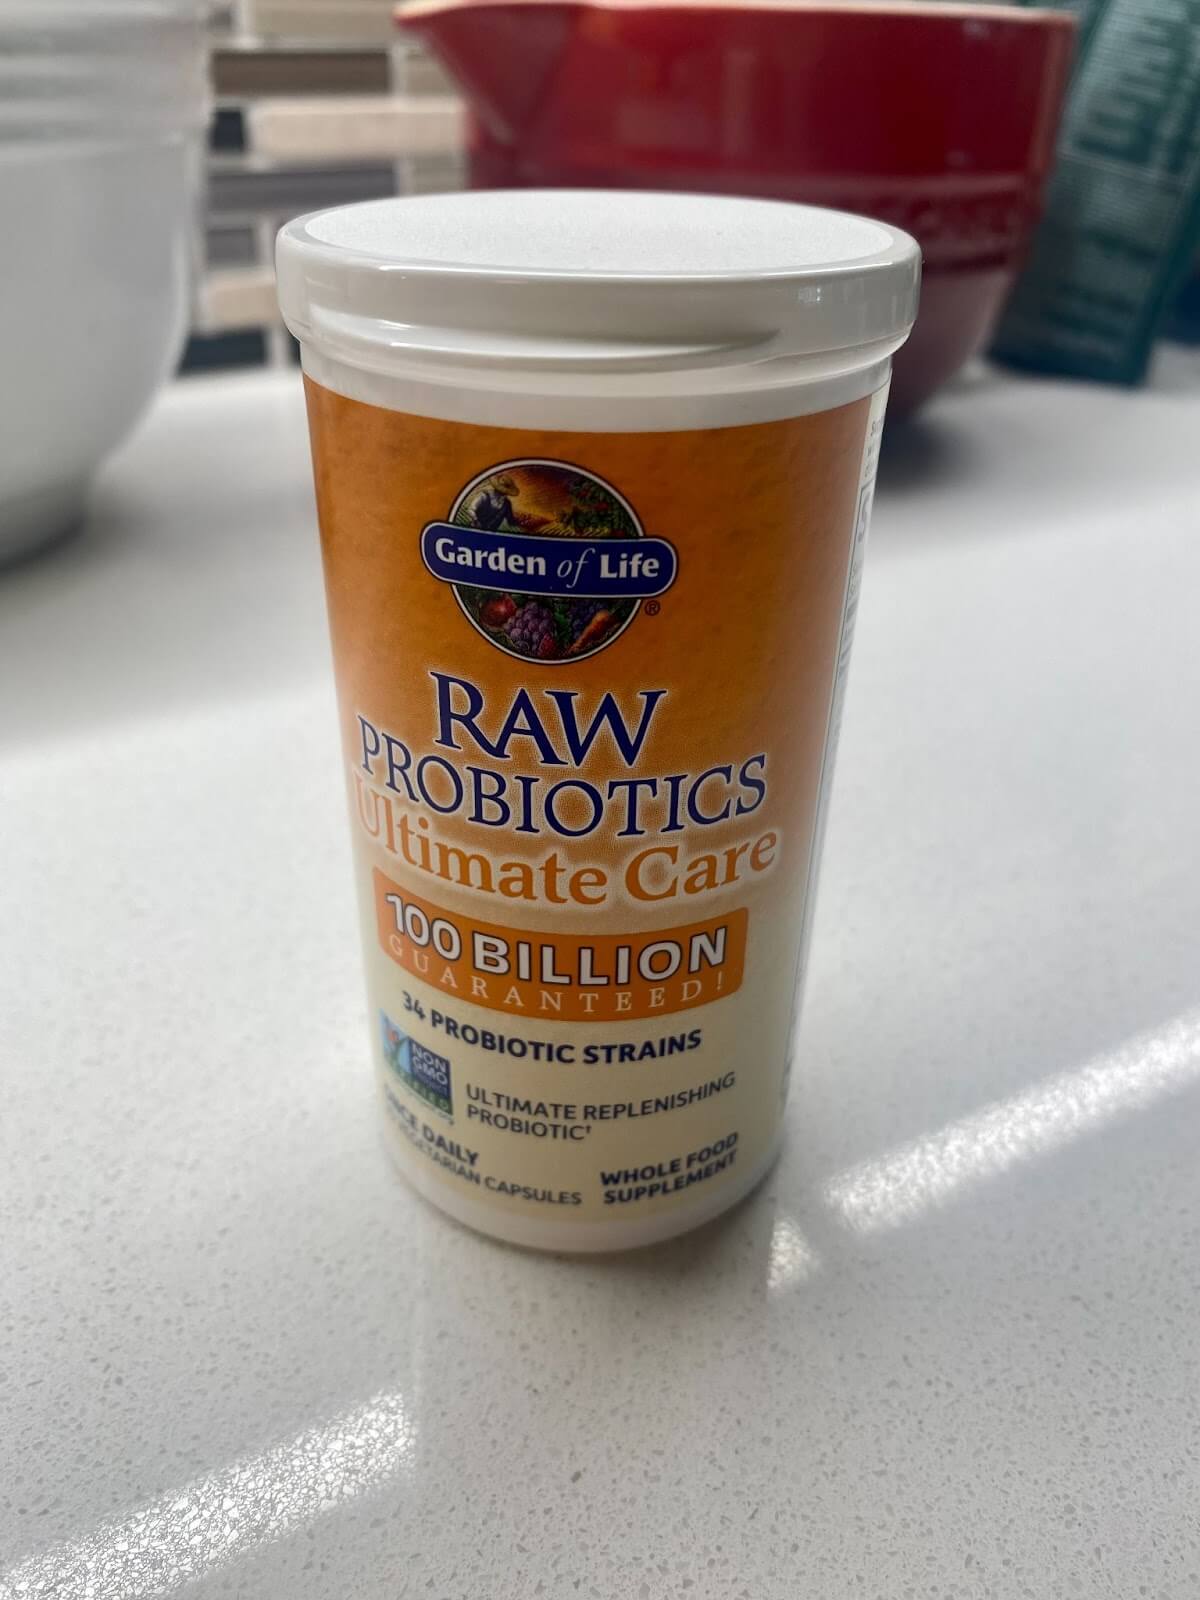 Garden of Life
®
RAW
PROBIOTICS
Ultimate Care
100 BILLION
GUARANTEED!
34 PROBIOTIC STRAINS
NON
GMO
ULTIMATE REPLENISHING
PROBIOTIC†
DAILY
VEGETARIAN CAPSULES
WHOLE FOOD
SUPPLEMENT